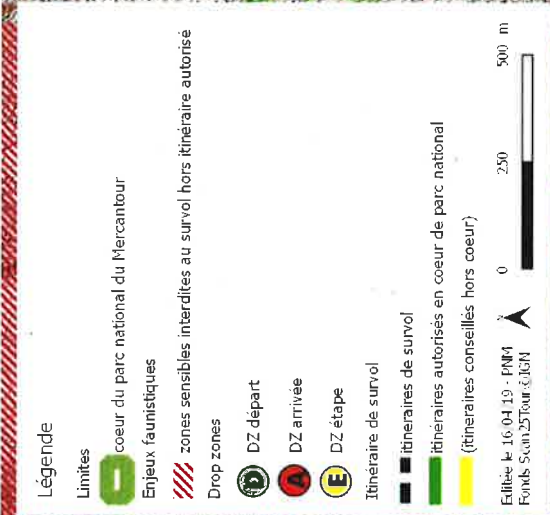 Légende
Limites
coeur du parc national du Mercantour
Enjeux faunistiques
zones sensibles interdites au survol hors itinéraire autorisé
Drop zones
D DZ départ
A DZ arrivée
E DZ étape
Itinéraire de survol
itineraires de survol
itinéraires autorisés en coeur de parc national
(itineraires conseillés hors coeur)
0 250 500 m
Editée le 16 04 19 - PNM
Fonds Scan25Tour ©IGN